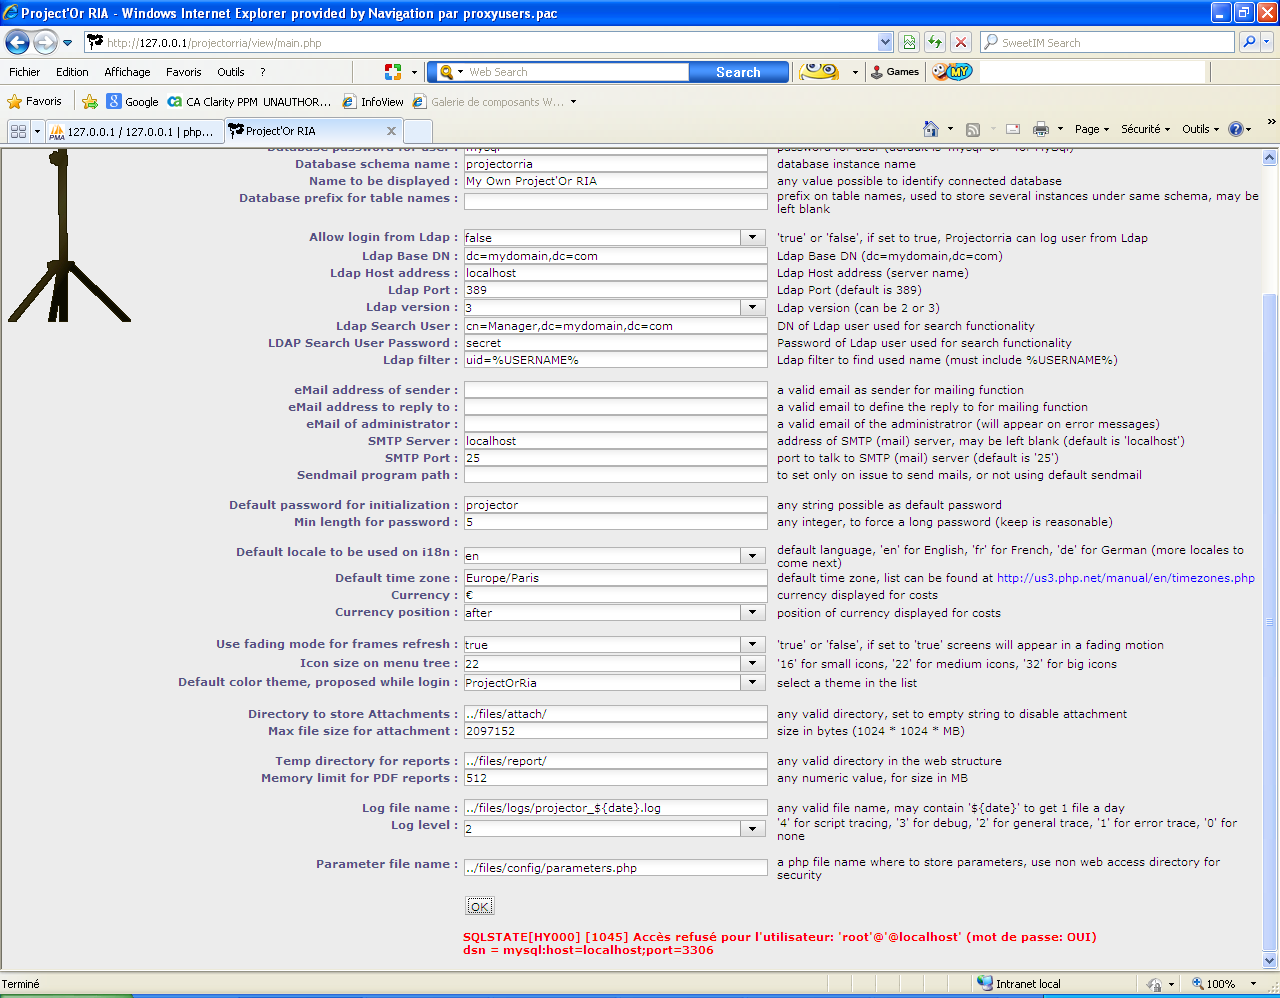 Project'Or RIA - Windows Internet Explorer provided by Navigation par proxyusers.pac
http://127.0.0.1/projectorria/view/main.php
SweetIM Search
Fichier Edition Affichage Favoris Outils ?
Web Search Search Games MY
Favoris Google CA Clarity PPM UNAUTHOR... InfoView Galerie de composants W...
PMA 127.0.0.1 / 127.0.0.1 | php... Project'Or RIA X Page Sécurité Outils
Database password for user : mysql password for user (default is 'mysql' or '' for MySql)
Database schema name : projectorria database instance name
Name to be displayed : My Own Project'Or RIA any value possible to identify connected database
Database prefix for table names : prefix on table names, used to store several instances under same schema, may be
left blank
Allow login from Ldap : false 'true' or 'false', if set to true, Projectorria can log user from Ldap
Ldap Base DN : dc=mydomain,dc=com Ldap Base DN (dc=mydomain,dc=com)
Ldap Host address : localhost Ldap Host address (server name)
Ldap Port : 389 Ldap Port (default is 389)
Ldap version : 3 Ldap version (can be 2 or 3)
Ldap Search User : cn=Manager,dc=mydomain,dc=com DN of Ldap user used for search functionality
LDAP Search User Password : secret Password of Ldap user used for search functionality
Ldap filter : uid=%USERNAME% Ldap filter to find used name (must include %USERNAME%)
eMail address of sender : a valid email as sender for mailing function
eMail address to reply to : a valid email to define the reply to for mailing function
eMail of administrator : a valid email of the administratror (will appear on error messages)
SMTP Server : localhost address of SMTP (mail) server, may be left blank (default is 'localhost')
SMTP Port : 25 port to talk to SMTP (mail) server (default is '25')
Sendmail program path : to set only on issue to send mails, or not using default sendmail
Default password for initialization : projector any string possible as default password
Min length for password : 5 any integer, to force a long password (keep is reasonable)
Default locale to be used on i18n : en default language, 'en' for English, 'fr' for French, 'de' for German (more locales to
come next)
Default time zone : Europe/Paris default time zone, list can be found at http://us3.php.net/manual/en/timezones.php
Currency : € currency displayed for costs
Currency position : after position of currency displayed for costs
Use fading mode for frames refresh : true 'true' or 'false', if set to 'true' screens will appear in a fading motion
Icon size on menu tree : 22 '16' for small icons, '22' for medium icons, '32' for big icons
Default color theme, proposed while login : ProjectOrRia select a theme in the list
Directory to store Attachments : ../files/attach/ any valid directory, set to empty string to disable attachment
Max file size for attachment : 2097152 size in bytes (1024 * 1024 * MB)
Temp directory for reports : ../files/report/ any valid directory in the web structure
Memory limit for PDF reports : 512 any numeric value, for size in MB
Log file name : ../files/logs/projector_${date}.log any valid file name, may contain '${date}' to get 1 file a day
Log level : 2 '4' for script tracing, '3' for debug, '2' for general trace, '1' for error trace, '0' for
none
Parameter file name : ../files/config/parameters.php a php file name where to store parameters, use non web access directory for
security
OK
SQLSTATE[HY000] [1045] Accès refusé pour l'utilisateur: 'root'@'@localhost' (mot de passe: OUI)
dsn = mysql:host=localhost;port=3306
Terminé Intranet local 100%